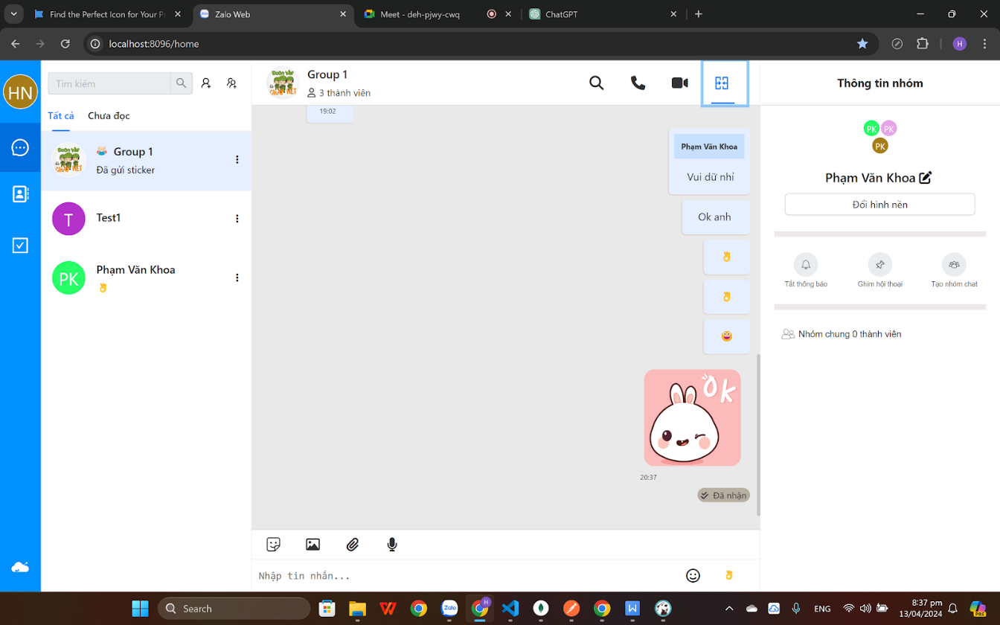 Find the Perfect Icon for Your P
Zalo Web
Meet - deh-pjwy-cwq
ChatGPT
localhost:8096/home
H
HN
Tìm kiếm
Tất cả
Chưa đọc
Group 1
Đã gửi sticker
T
Test1
PK
Phạm Văn Khoa
Group 1
3 thành viên
19:02
Phạm Văn Khoa
Vui dữ nhỉ
Ok anh
OK
20:37
Đã nhận
Nhập tin nhắn...
Thông tin nhóm
PK
PK
PK
Phạm Văn Khoa
Đổi hình nền
Tắt thông báo
Ghim hội thoại
Tạo nhóm chat
Nhóm chung 0 thành viên
Search
Zalo
H
W
ENG
8:37 pm
13/04/2024
PRE